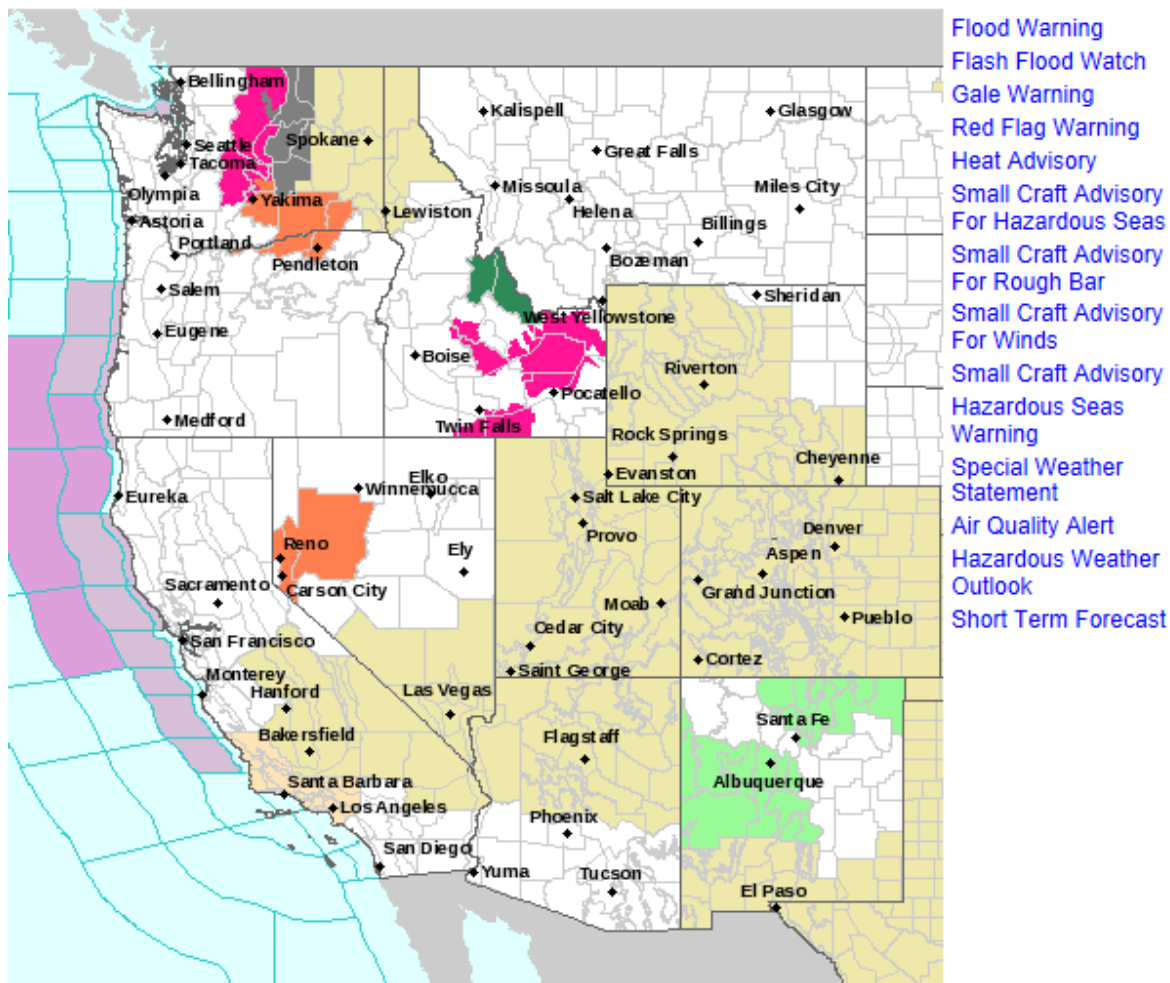 Bellingham
Kalispell
Glasgow
Seattle
Spokane
Great Falls
Tacoma
Missoula
Miles City
Olympia
Yakima
Helena
Astoria
Lewiston
Billings
Portland
Pendleton
Bozeman
Salem
Sheridan
Eugene
West Yellowstone
Boise
Riverton
Pocatello
Medford
Twin Falls
Rock Springs
Cheyenne
Evanston
Elko
Winnemucca
Eureka
Salt Lake City
Provo
Denver
Reno
Ely
Aspen
Sacramento
Carson City
Grand Junction
Moab
Pueblo
San Francisco
Cedar City
Cortez
Saint George
Monterey
Hanford
Las Vegas
Santa Fe
Bakersfield
Flagstaff
Albuquerque
Santa Barbara
Los Angeles
Phoenix
San Diego
Yuma
Tucson
El Paso
Flood Warning
Flash Flood Watch
Gale Warning
Red Flag Warning
Heat Advisory
Small Craft Advisory
For Hazardous Seas
Small Craft Advisory
For Rough Bar
Small Craft Advisory
For Winds
Small Craft Advisory
Hazardous Seas
Warning
Special Weather
Statement
Air Quality Alert
Hazardous Weather
Outlook
Short Term Forecast